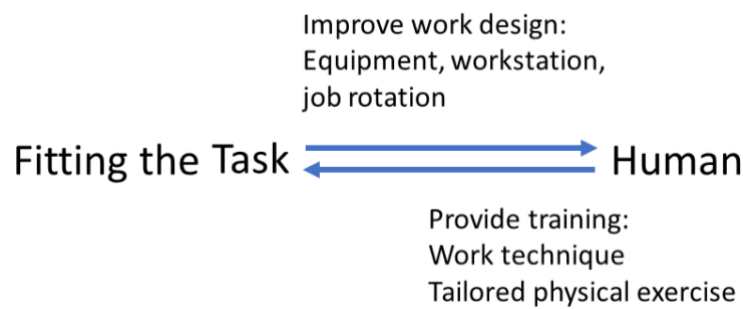 Improve work design:
Equipment, workstation,
job rotation
Fitting the Task
Human
Provide training:
Work technique
Tailored physical exercise